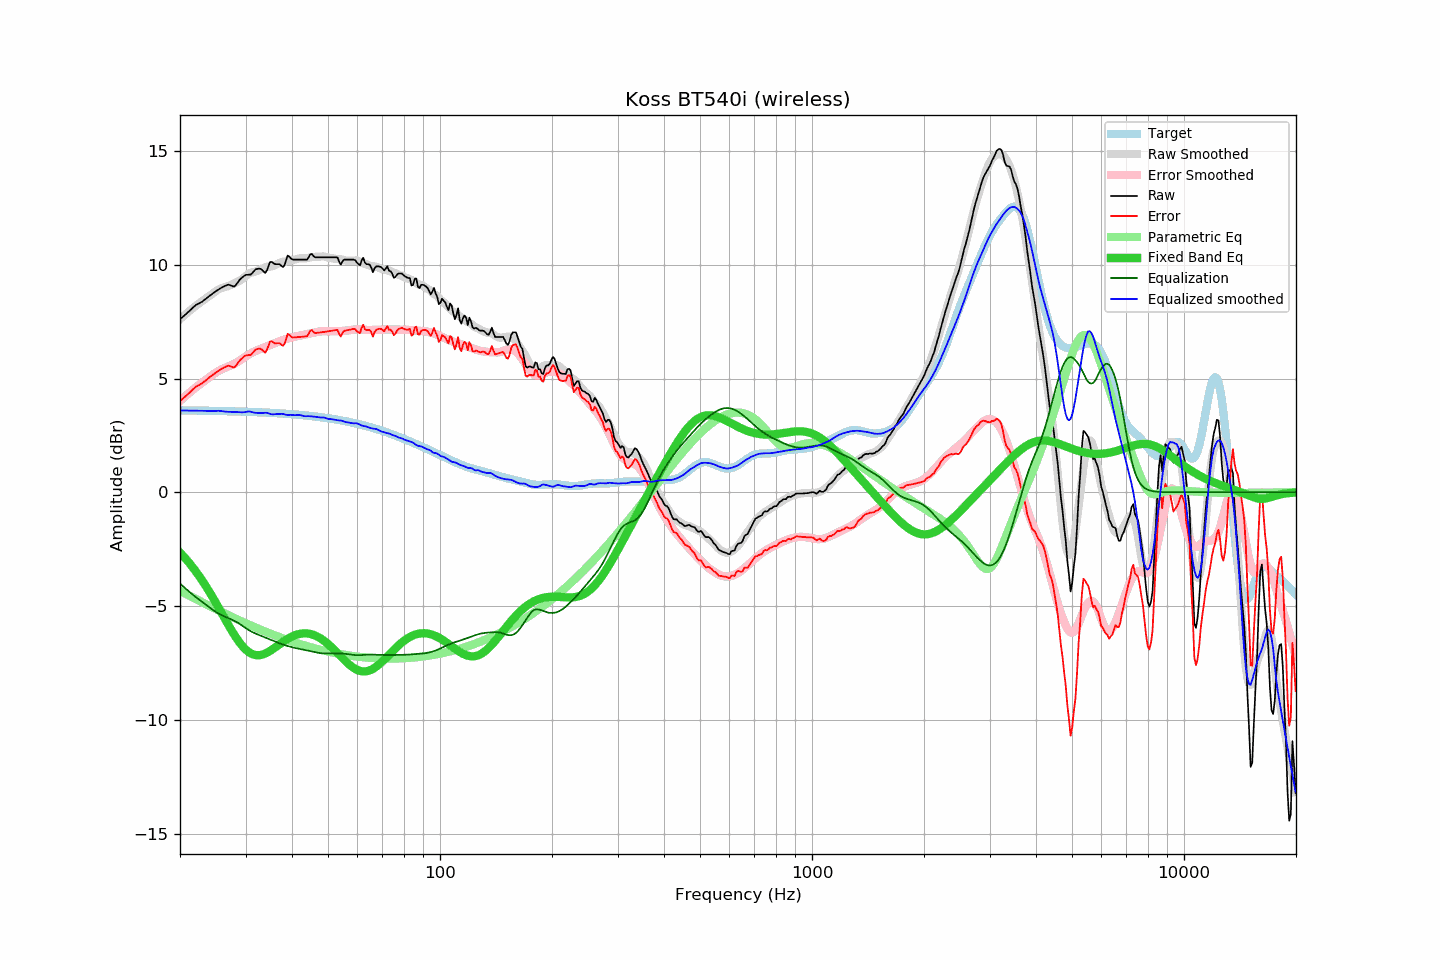 Koss BT540i (wireless)
Target
Raw Smoothed
Error Smoothed
Raw
Error
Parametric Eq
Fixed Band Eq
Equalization
Equalized smoothed
15
10
5
0
−5
−10
−15
Amplitude (dBr)
100
1000
10000
Frequency (Hz)